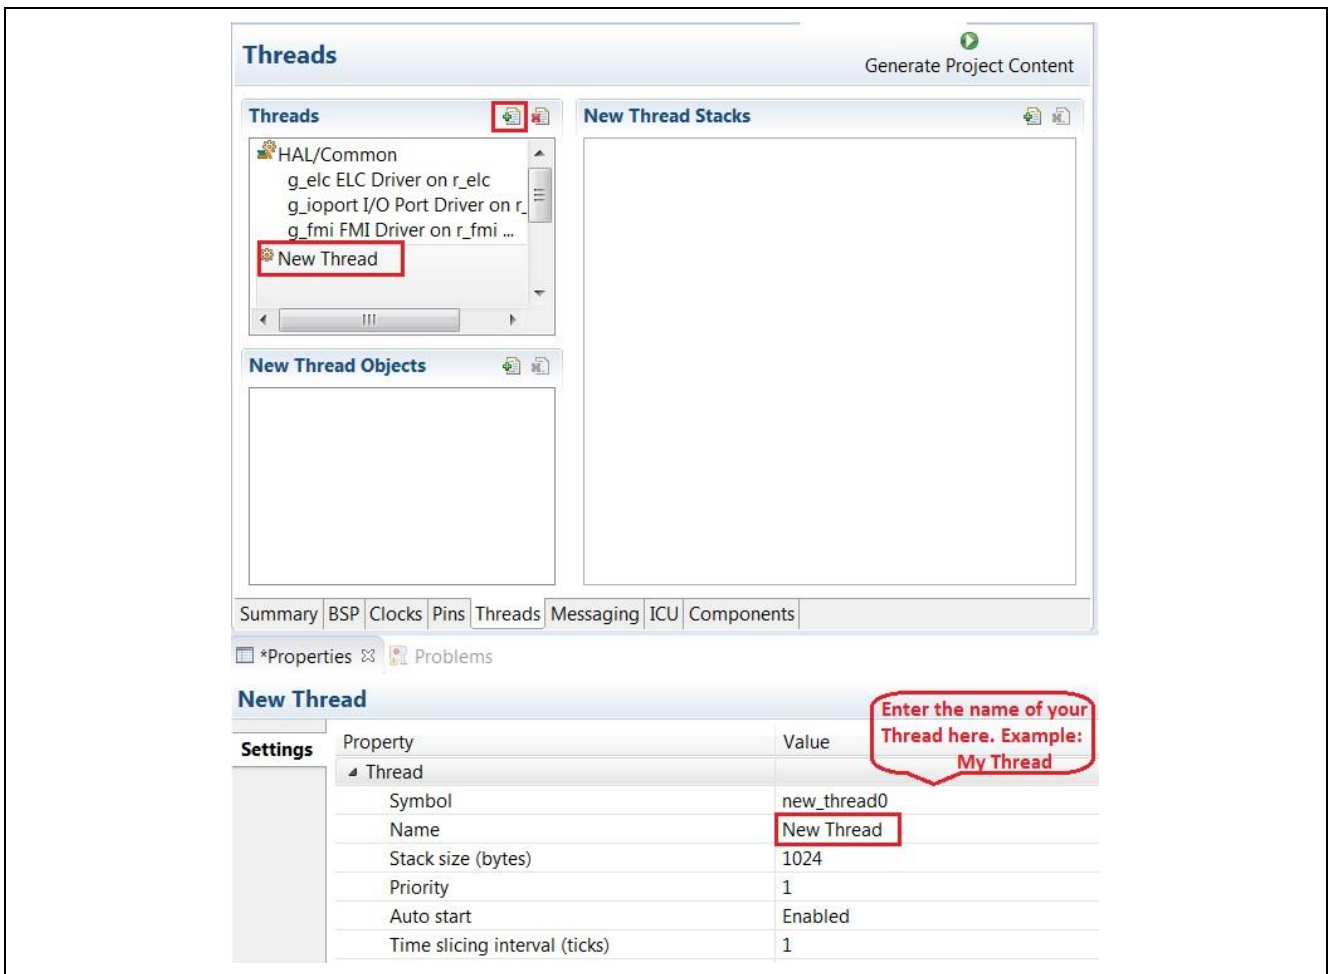 Threads
Generate Project Content
Threads
New Thread Stacks
HAL/Common
g_elc ELC Driver on r_elc
g_ioport I/O Port Driver on r_
g_fmi FMI Driver on r_fmi ...
New Thread
New Thread Objects
Summary BSP Clocks Pins Threads Messaging ICU Components
*Properties Problems
New Thread
Enter the name of your
Thread here. Example:
My Thread
Settings
Property Value
Thread
Symbol new_thread0
Name New Thread
Stack size (bytes) 1024
Priority 1
Auto start Enabled
Time slicing interval (ticks) 1